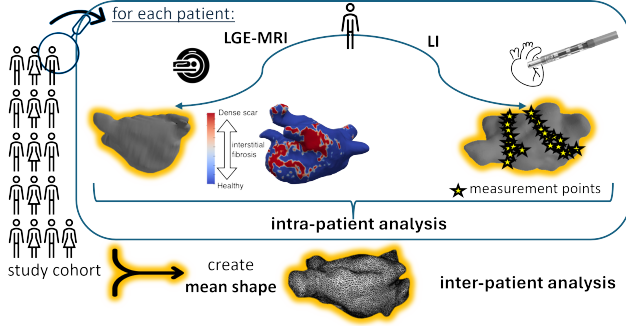 for each patient:
LGE-MRI
LI
Dense scar
interstitial
fibrosis
Healthy
measurement points
intra-patient analysis
study cohort
create
mean shape
inter-patient analysis